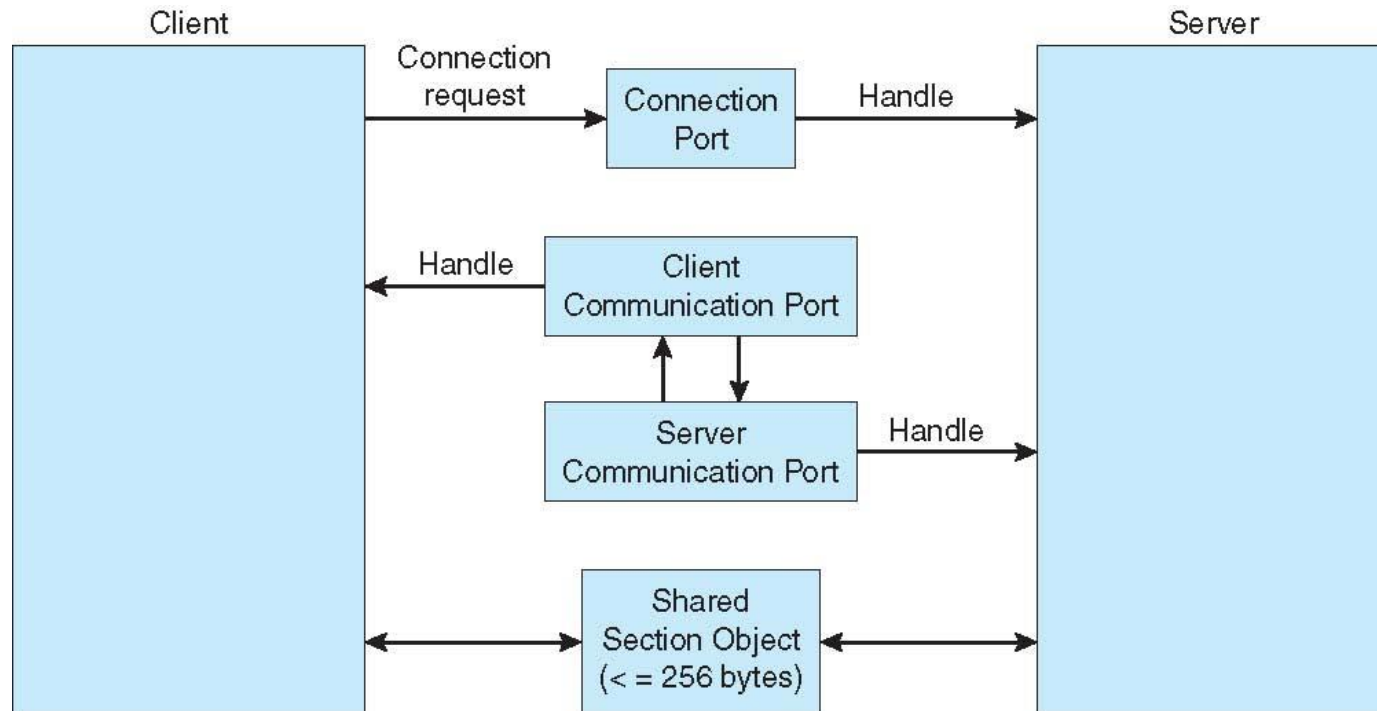 Client
Server
Connection
request
Connection
Port
Handle
Handle
Client
Communication Port
Server
Communication Port
Handle
Shared
Section Object
(< = 256 bytes)